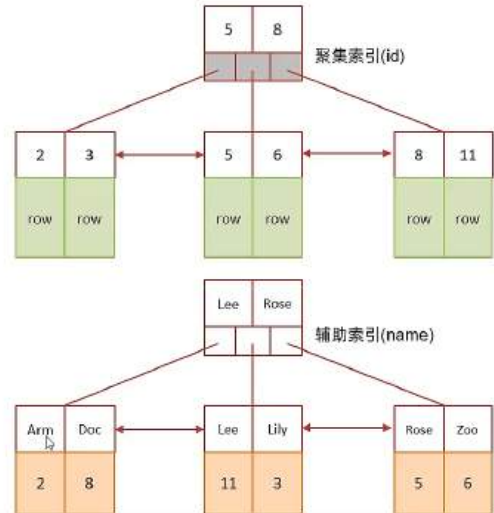 5 8
聚集索引(id)
2 3 5 6 8 11
row row row row row row
Lee Rose
辅助索引(name)
Arm Doc Lee Lily Rose Zoo
2 8 11 3 5 6